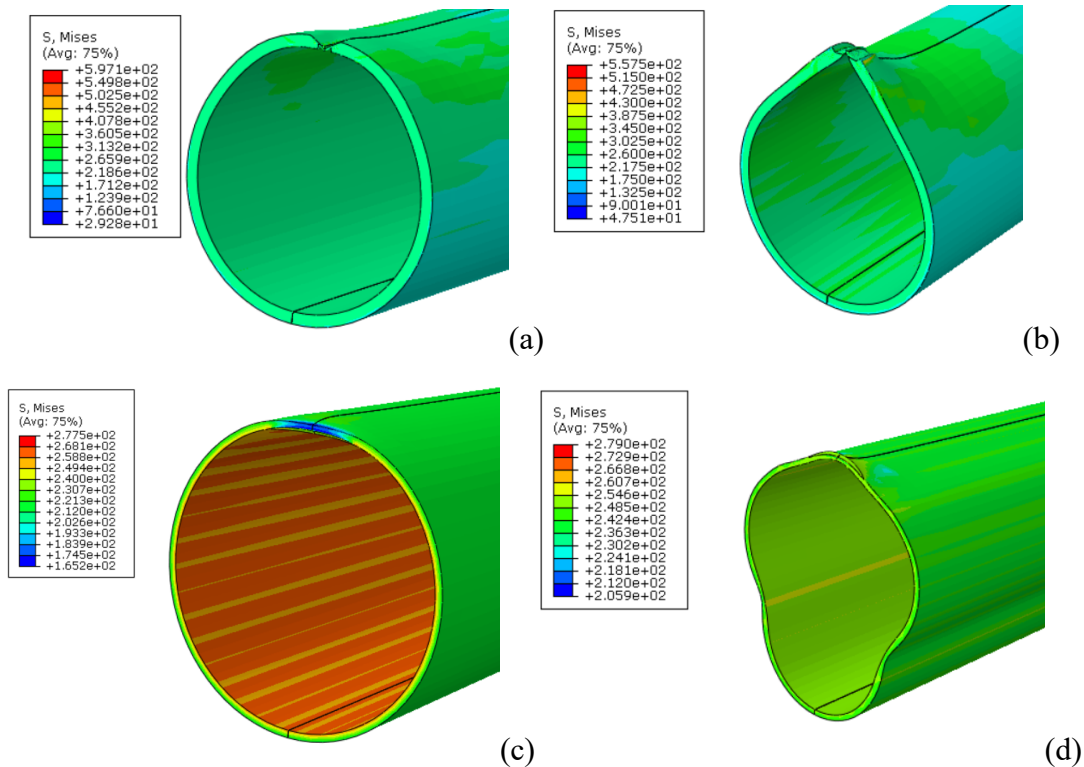 S, Mises
(Avg: 75%)
+5.971e+02
+5.498e+02
+5.025e+02
+4.552e+02
+4.078e+02
+3.605e+02
+3.132e+02
+2.659e+02
+2.186e+02
+1.712e+02
+1.239e+02
+7.660e+01
+2.928e+01
(a)
S, Mises
(Avg: 75%)
+5.575e+02
+5.150e+02
+4.725e+02
+4.300e+02
+3.875e+02
+3.450e+02
+3.025e+02
+2.600e+02
+2.175e+02
+1.750e+02
+1.325e+02
+9.001e+01
+4.751e+01
(b)
S, Mises
(Avg: 75%)
+2.775e+02
+2.681e+02
+2.588e+02
+2.494e+02
+2.400e+02
+2.307e+02
+2.213e+02
+2.120e+02
+2.026e+02
+1.933e+02
+1.839e+02
+1.745e+02
+1.652e+02
(c)
S, Mises
(Avg: 75%)
+2.790e+02
+2.729e+02
+2.668e+02
+2.607e+02
+2.546e+02
+2.485e+02
+2.424e+02
+2.363e+02
+2.302e+02
+2.241e+02
+2.181e+02
+2.120e+02
+2.059e+02
(d)